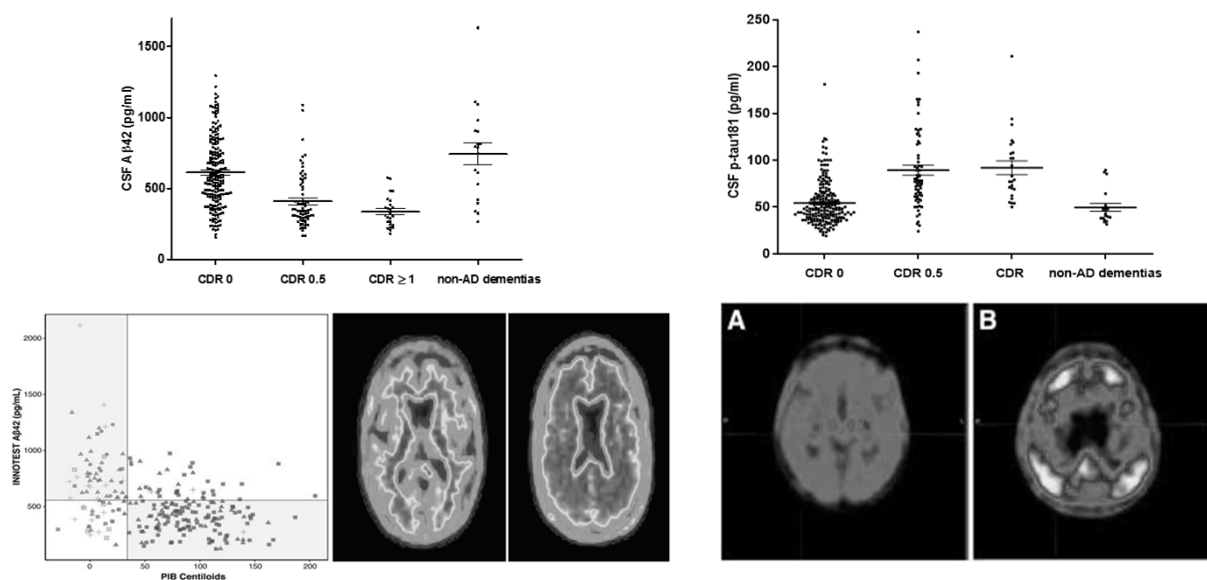 CSF A β42 (pg/ml)
1500
1000
500
0
CDR 0
CDR 0.5
CDR ≥ 1
non-AD dementias
CSF p-tau181 (pg/ml)
250
200
150
100
50
0
CDR 0
CDR 0.5
CDR
non-AD dementias
INNOTEST Aβ42 (pg/mL)
2000
1500
1000
500
0
50
100
150
200
PIB Centiloids
A
B